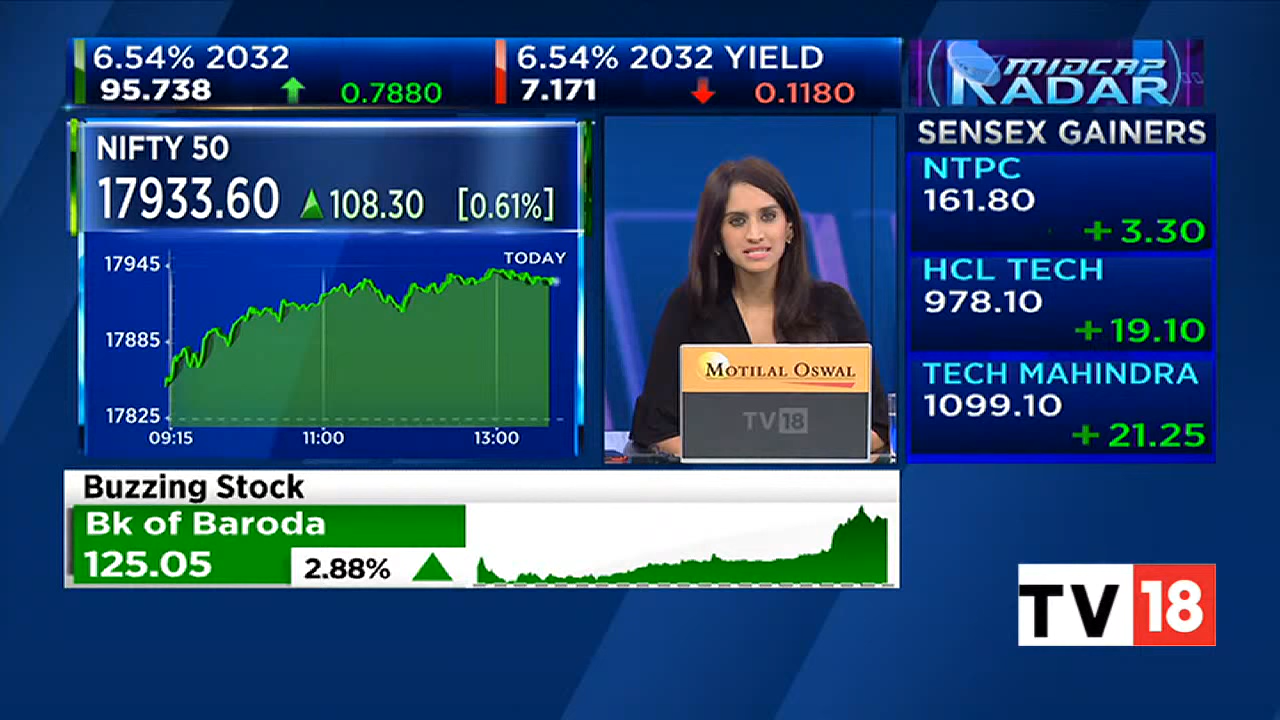 6.54% 2032
95.738 0.7880
6.54% 2032 YIELD
7.171 0.1180
MIDCAP
RADAR
NIFTY 50
17933.60 108.30 [0.61%]
TODAY
17945
17885
17825
09:15 11:00 13:00
MOTILAL OSWAL
TV18
SENSEX GAINERS
NTPC
161.80
+3.30
HCL TECH
978.10
+19.10
TECH MAHINDRA
1099.10
+21.25
Buzzing Stock
Bk of Baroda
125.05 2.88%
TV18